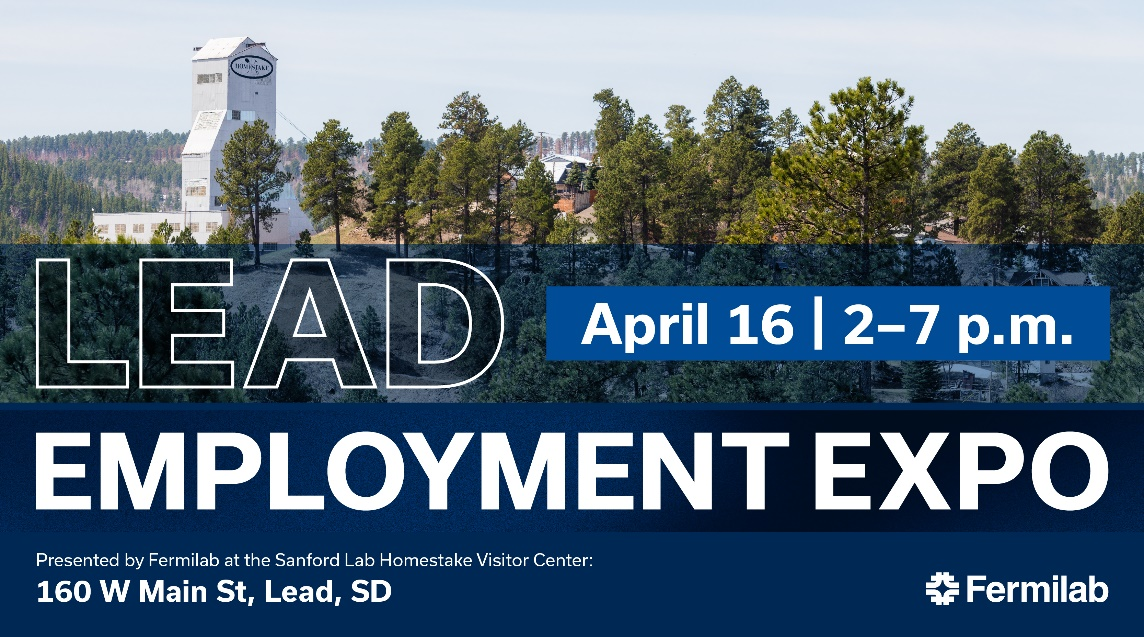 HOMESTAKE
LEAD
April 16 | 2–7 p.m.
EMPLOYMENT EXPO
Presented by Fermilab at the Sanford Lab Homestake Visitor Center:
160 W Main St, Lead, SD
Fermilab